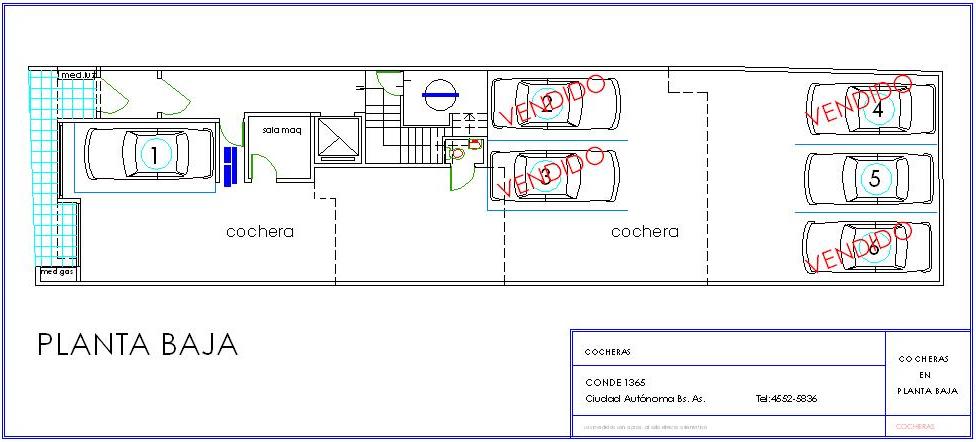 med.luz
VENDIDO
2
VENDIDO
4
sala maq
1
VENDIDO
3
5
cochera
cochera
VENDIDO
6
med gas
PLANTA BAJA
COCHERAS
CONDE 1365
Ciudad Autónoma Bs. As. Tel:4552-5836
COCHERAS
EN
PLANTA BAJA
COCHERAS